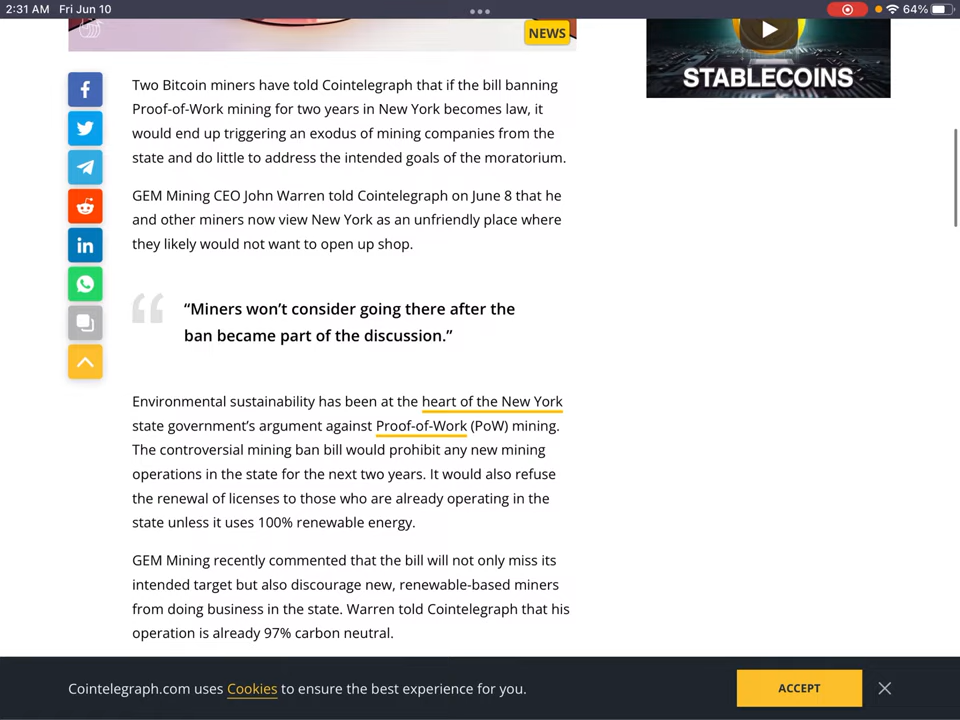 2:31 AM Fri Jun 10
64%
NEWS
STABLECOINS
Two Bitcoin miners have told Cointelegraph that if the bill banning
Proof-of-Work mining for two years in New York becomes law, it
would end up triggering an exodus of mining companies from the
state and do little to address the intended goals of the moratorium.
GEM Mining CEO John Warren told Cointelegraph on June 8 that he
and other miners now view New York as an unfriendly place where
they likely would not want to open up shop.
“Miners won’t consider going there after the
ban became part of the discussion.”
Environmental sustainability has been at the heart of the New York
state government’s argument against Proof-of-Work (PoW) mining.
The controversial mining ban bill would prohibit any new mining
operations in the state for the next two years. It would also refuse
the renewal of licenses to those who are already operating in the
state unless it uses 100% renewable energy.
GEM Mining recently commented that the bill will not only miss its
intended target but also discourage new, renewable-based miners
from doing business in the state. Warren told Cointelegraph that his
operation is already 97% carbon neutral.
Cointelegraph.com uses Cookies to ensure the best experience for you.
ACCEPT